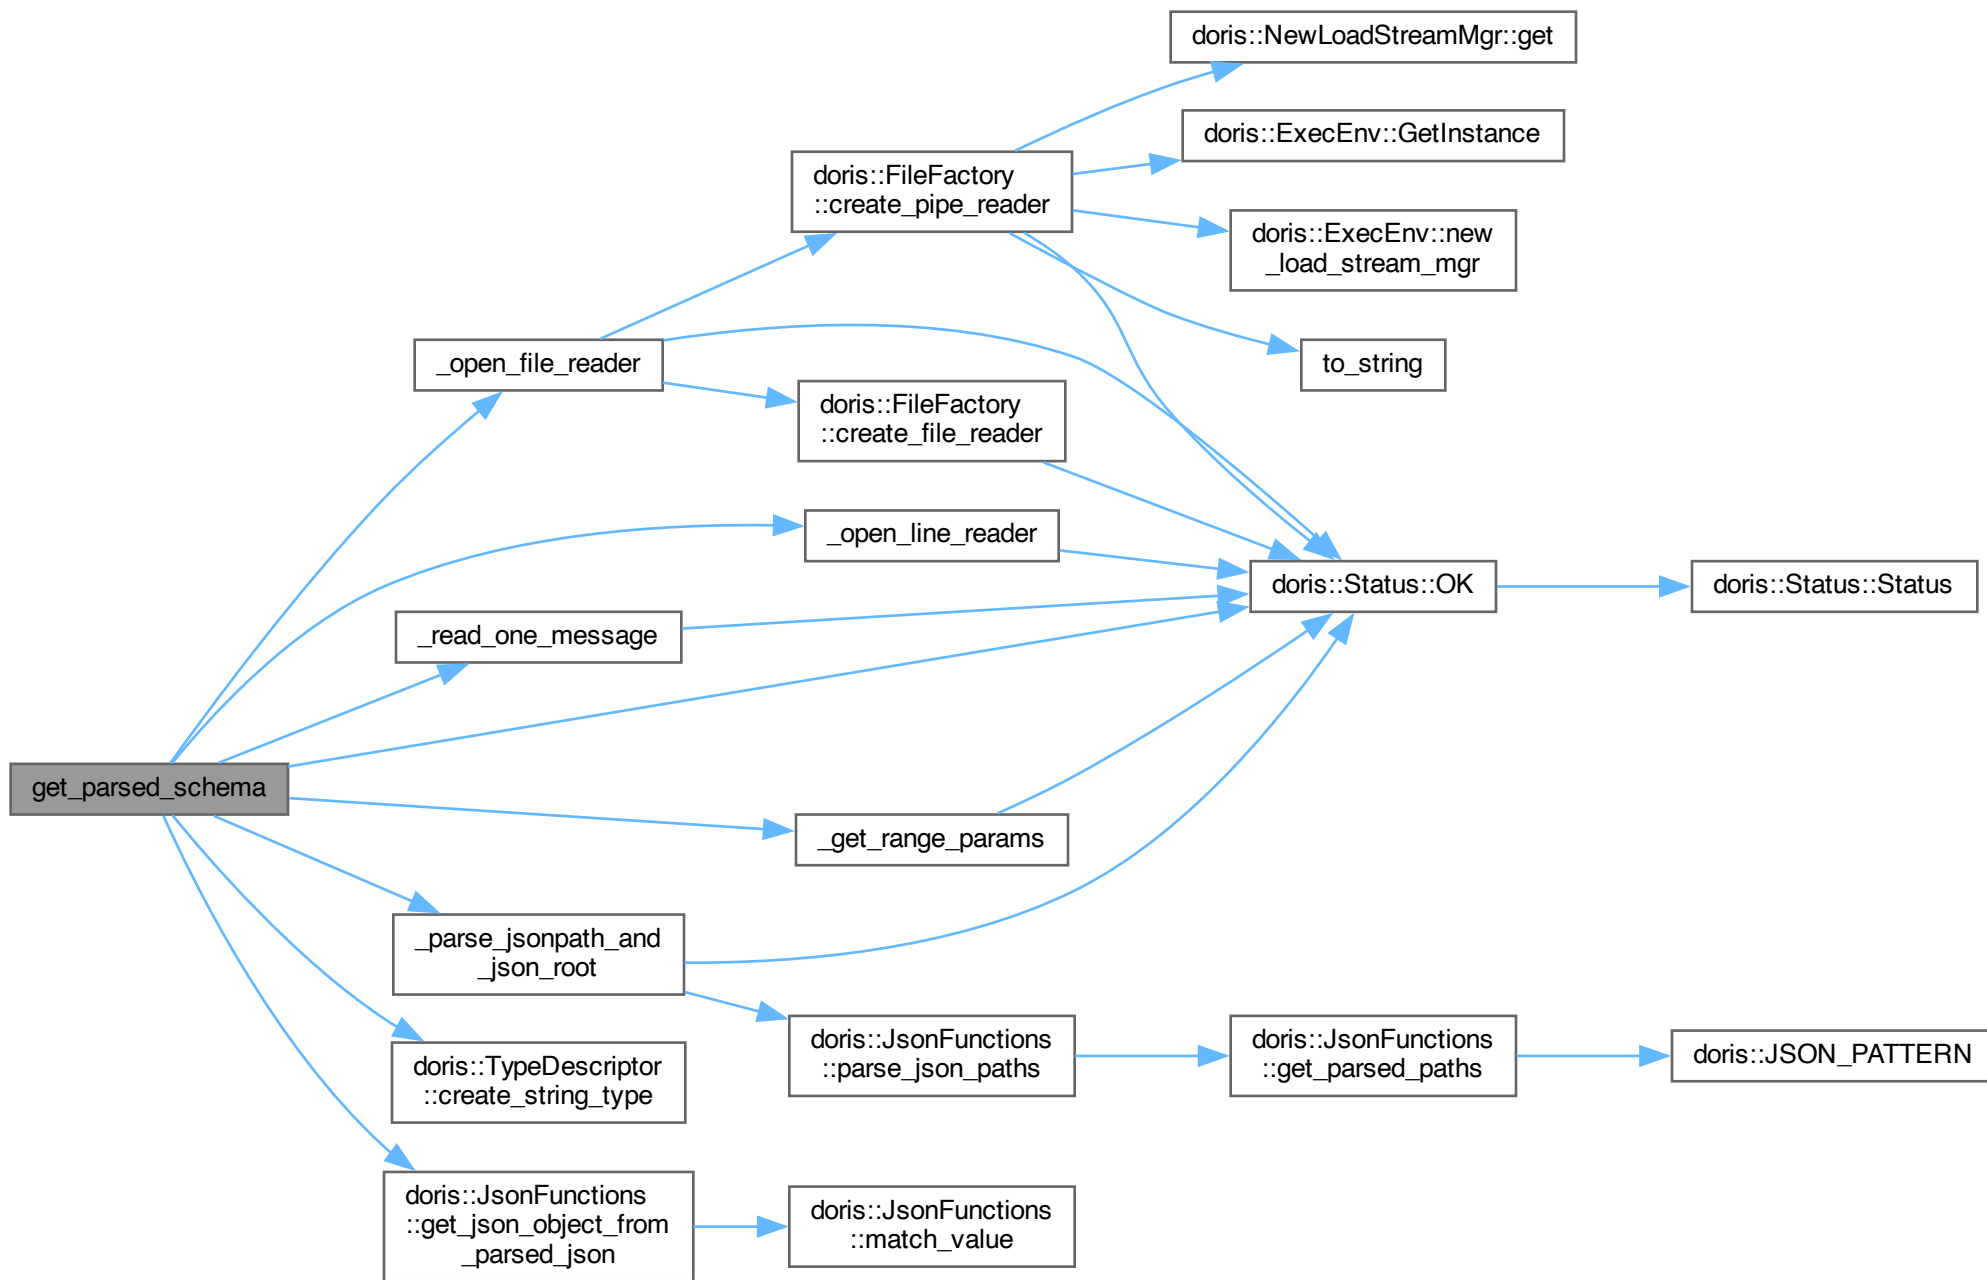 doris::NewLoadStreamMgr::get
doris::ExecEnv::GetInstance
doris::FileFactory
::create_pipe_reader
doris::ExecEnv::new
_load_stream_mgr
to_string
_open_file_reader
doris::FileFactory
::create_file_reader
_open_line_reader
doris::Status::OK
doris::Status::Status
_read_one_message
get_parsed_schema
_get_range_params
_parse_jsonpath_and
_json_root
doris::JsonFunctions
::parse_json_paths
doris::JsonFunctions
::get_parsed_paths
doris::JSON_PATTERN
doris::TypeDescriptor
::create_string_type
doris::JsonFunctions
::get_json_object_from
_parsed_json
doris::JsonFunctions
::match_value